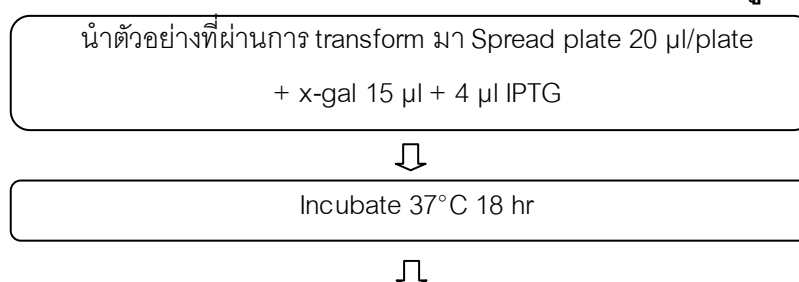 นำตัวอย่างที่ผ่านการ transform มา Spread plate 20 µl/plate
+ x-gal 15 µl + 4 µl IPTG
Incubate 37°C 18 hr